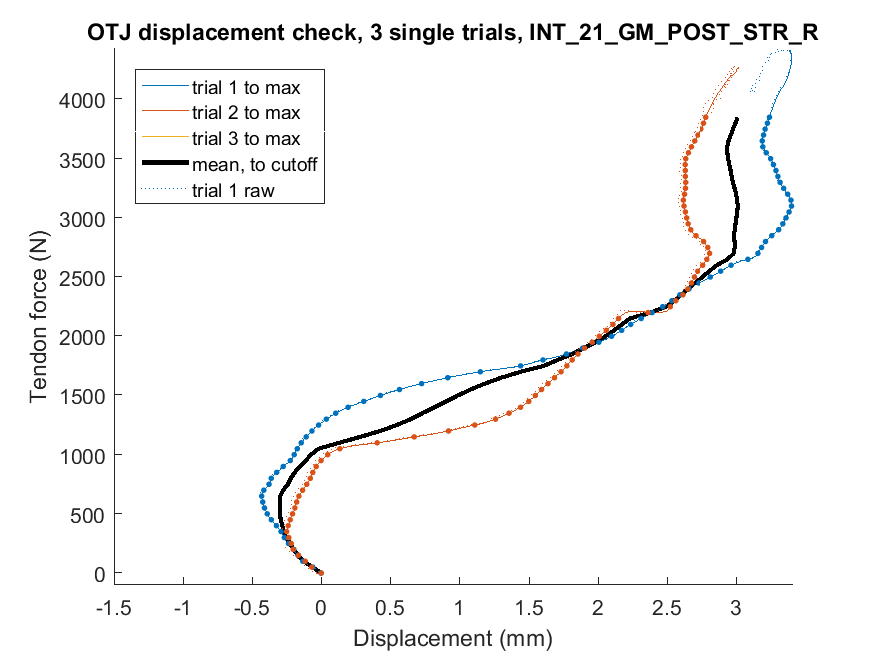 OTJ displacement check, 3 single trials, INT_21_GM_POST_STR_R
trial 1 to max
trial 2 to max
trial 3 to max
mean, to cutoff
trial 1 raw
Tendon force (N)
4000
3500
3000
2500
2000
1500
1000
500
0
-1.5 -1 -0.5 0 0.5 1 1.5 2 2.5 3
Displacement (mm)